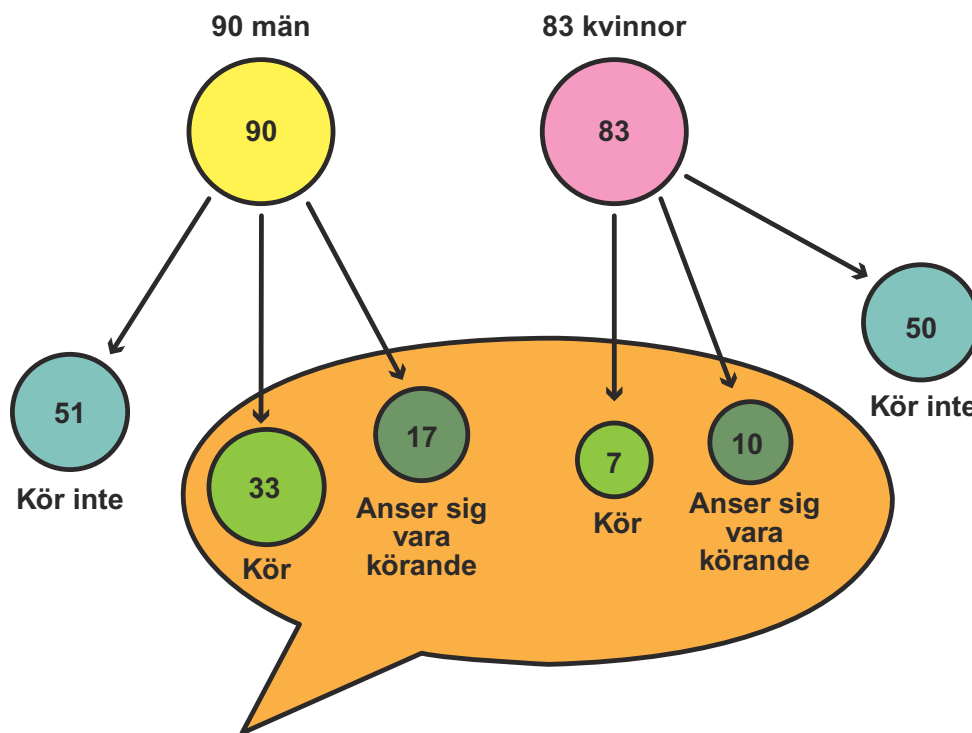 90 män
83 kvinnor
90
83
50
Kör inte
51
Kör inte
33
Kör
17
Anser sig
vara
körande
7
Kör
10
Anser sig
vara
körande